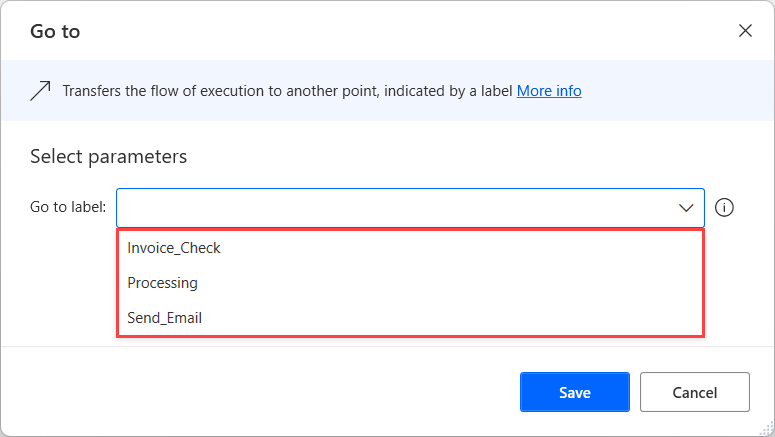 Go to
Transfers the flow of execution to another point, indicated by a label More info
Select parameters
Go to label:
Invoice_Check
Processing
Send_Email
Save Cancel